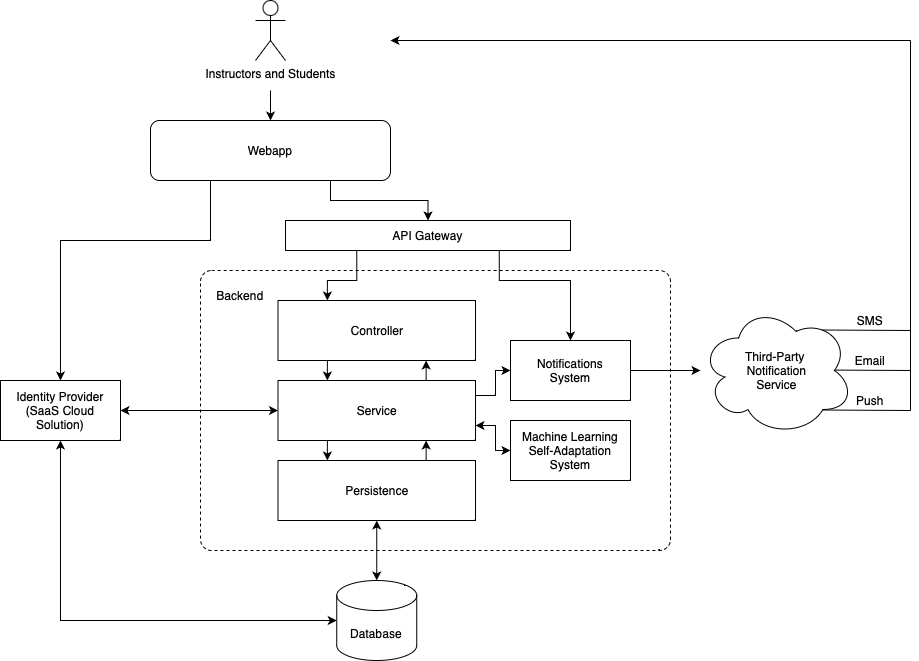 Instructors and Students
Webapp
API Gateway
Backend
Controller
Notifications
System
Third-Party
Notification
Service
SMS
Email
Push
Identity Provider
(SaaS Cloud
Solution)
Service
Machine Learning
Self-Adaptation
System
Persistence
Database